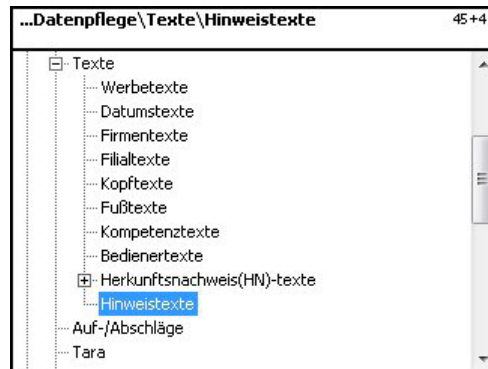 ...Datenpflege\Texte\Hinweistexte 45+4
Texte
Werbetexte
Datumstexte
Firmentexte
Filialtexte
Kopftexte
Fußtexte
Kompetenztexte
Bedienertexte
Herkunftsnachweis(HN)-texte
Hinweistexte
Auf-/Abschläge
Tara